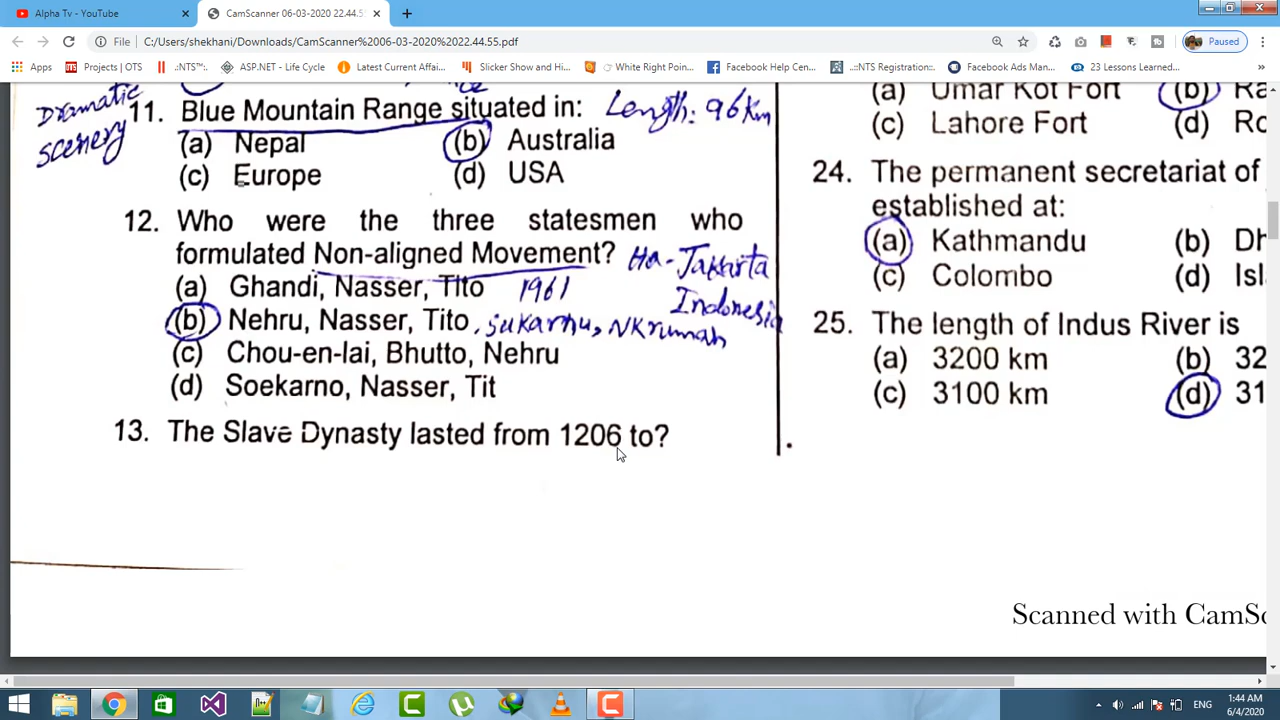 Alpha Tv - YouTube
CamScanner 06-03-2020 22.44.55.pdf
File
C:/Users/shekhani/Downloads/CamScanner%2006-03-2020%2022.44.55.pdf
Paused
Apps
Projects | OTS
::NTS™:.
ASP.NET - Life Cycle
Latest Current Affai...
Slider Show and Hi...
White Right Poin...
Facebook
.::NTS Registration:.
Facebook Ads Man...
23 Lessons Learned...
Dramatic
scenery
11. Blue Mountain Range situated in: Length: 96km
(a) Nepal (b) Australia
(c) Europe (d) USA
12. Who were the three statesmen who
formulated Non-aligned Movement? Ha - Jakarta
Indonesia
(a) Ghandi, Nasser, Tito 1961
(b) Nehru, Nasser, Tito, Sukarnu, Nkrumah
(c) Chou-en-lai, Bhutto, Nehru
(d) Soekarno, Nasser, Tit
13. The Slave Dynasty lasted from 1206 to?
(a) Umar Kot Fort (b) Ra
(c) Lahore Fort (d) Ro
24. The permanent secretariat of
established at:
(a) Kathmandu (b) Dh
(c) Colombo (d) Isl
25. The length of Indus River is
(a) 3200 km (b) 32
(c) 3100 km (d) 31
Scanned with CamSc
ENG
1:44 AM
6/4/2020